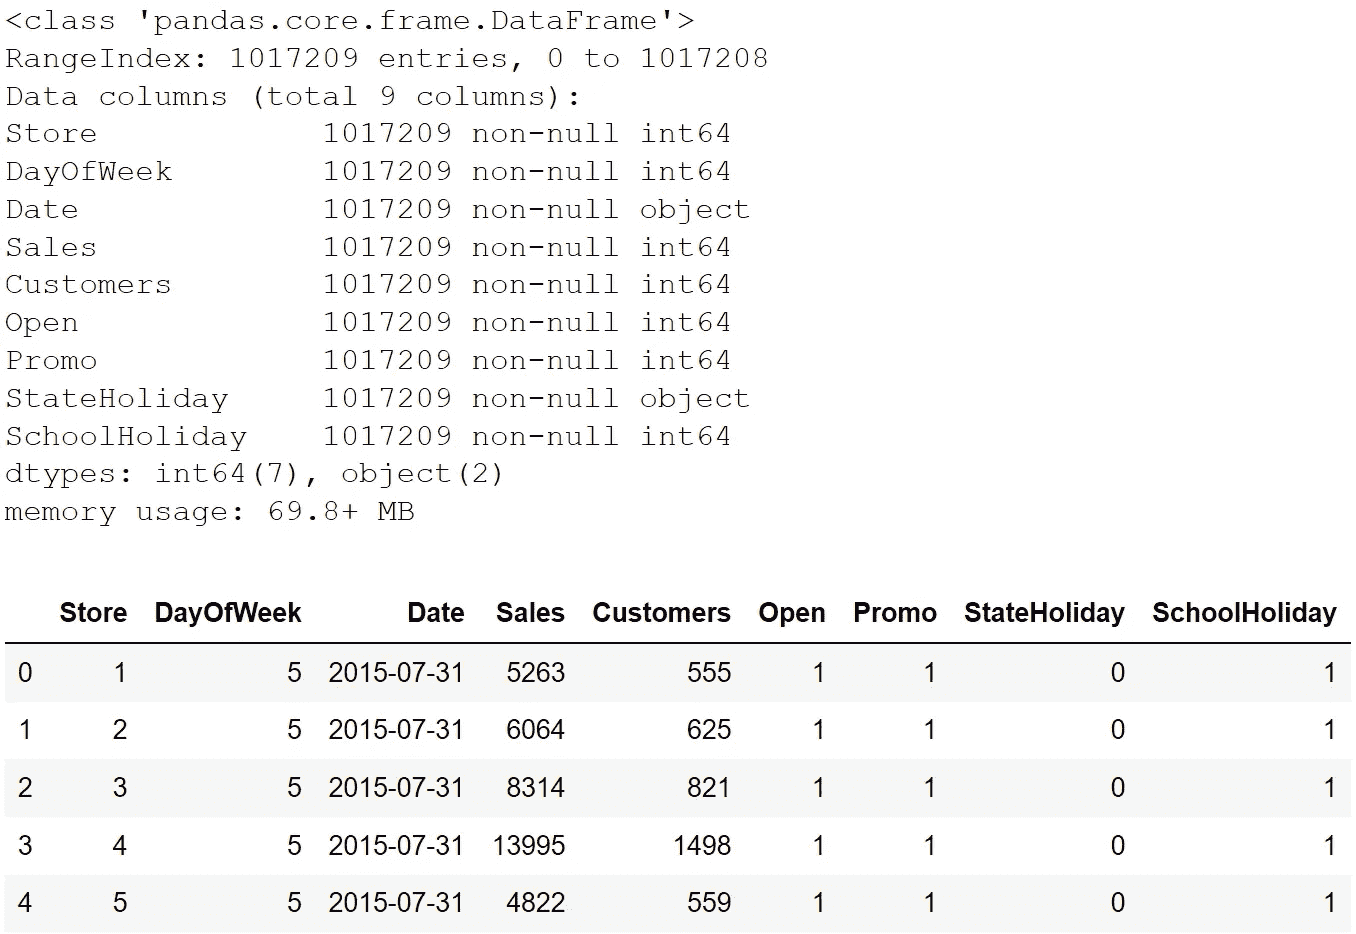 <class 'pandas.core.frame.DataFrame'>
RangeIndex: 1017209 entries, 0 to 1017208
Data columns (total 9 columns):
Store 1017209 non-null int64
DayOfWeek 1017209 non-null int64
Date 1017209 non-null object
Sales 1017209 non-null int64
Customers 1017209 non-null int64
Open 1017209 non-null int64
Promo 1017209 non-null int64
StateHoliday 1017209 non-null object
SchoolHoliday 1017209 non-null int64
dtypes: int64(7), object(2)
memory usage: 69.8+ MB
Store DayOfWeek Date Sales Customers Open Promo StateHoliday SchoolHoliday
0 1 5 2015-07-31 5263 555 1 1 0 1
1 2 5 2015-07-31 6064 625 1 1 0 1
2 3 5 2015-07-31 8314 821 1 1 0 1
3 4 5 2015-07-31 13995 1498 1 1 0 1
4 5 5 2015-07-31 4822 559 1 1 0 1